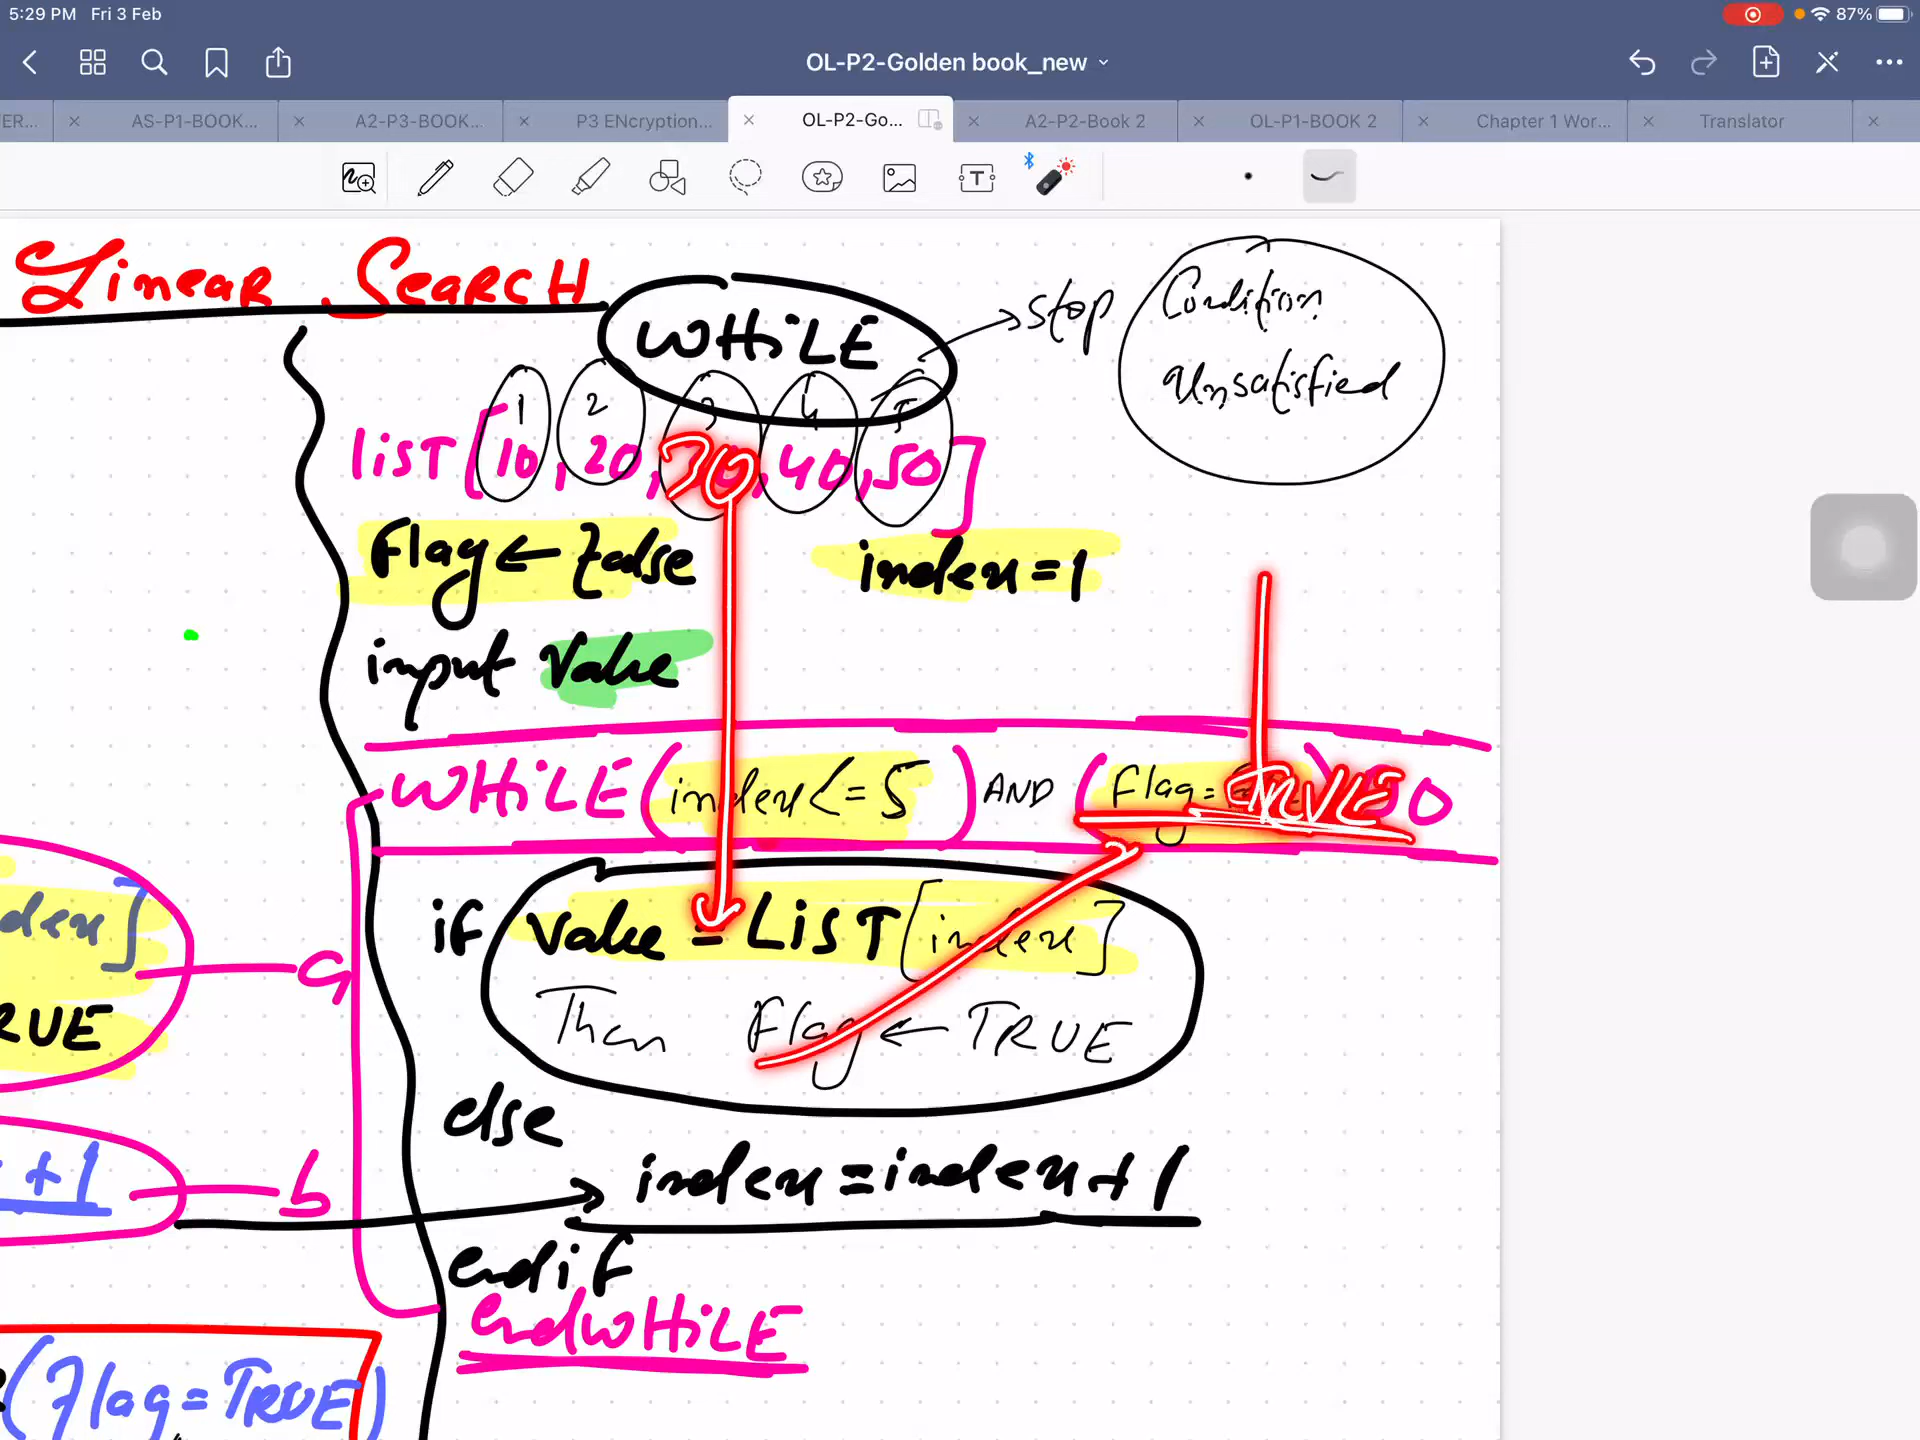 5:29 PM Fri 3 Feb
87%
OL-P2-Golden book_new
ER...
AS-P1-BOOK...
A2-P3-BOOK...
P3 ENcryption...
OL-P2-Go...
A2-P2-Book 2
OL-P1-BOOK 2
Chapter 1 Wor...
Translator
Linear Search
WHiLE
stop
Condition
Unsatisfied
1 2 3 4 5
liST [10, 20, 30, 40, 50]
Flag ← False index = 1
input Value
WHiLE (index <= 5) AND (Flag = TRUE) DO
if Value = LiST [index]
Then Flag ← TRUE
else
index = index + 1
endif
endWHiLE
dex]
a
RUE
+1
b
(Flag = TRUE)